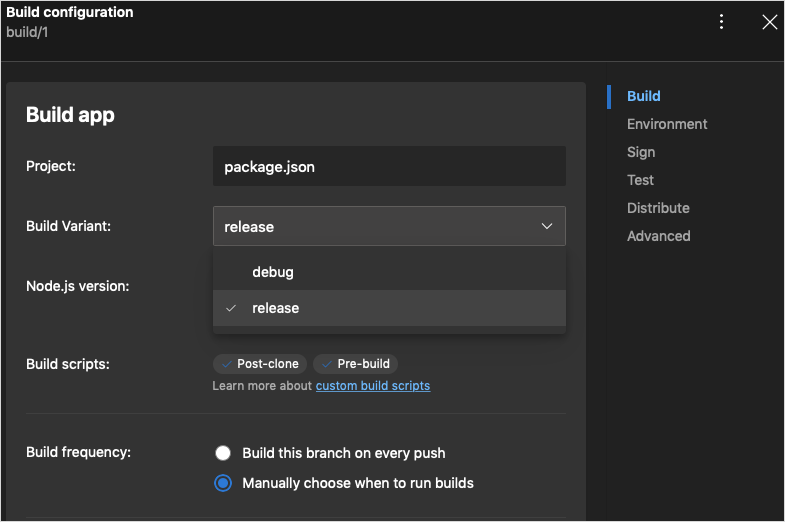 Build configuration
build/1
Build app
Project:
package.json
Build Variant:
release
debug
Node.js version:
release
Build scripts:
Post-clone
Pre-build
Learn more about custom build scripts
Build frequency:
Build this branch on every push
Manually choose when to run builds
Build
Environment
Sign
Test
Distribute
Advanced